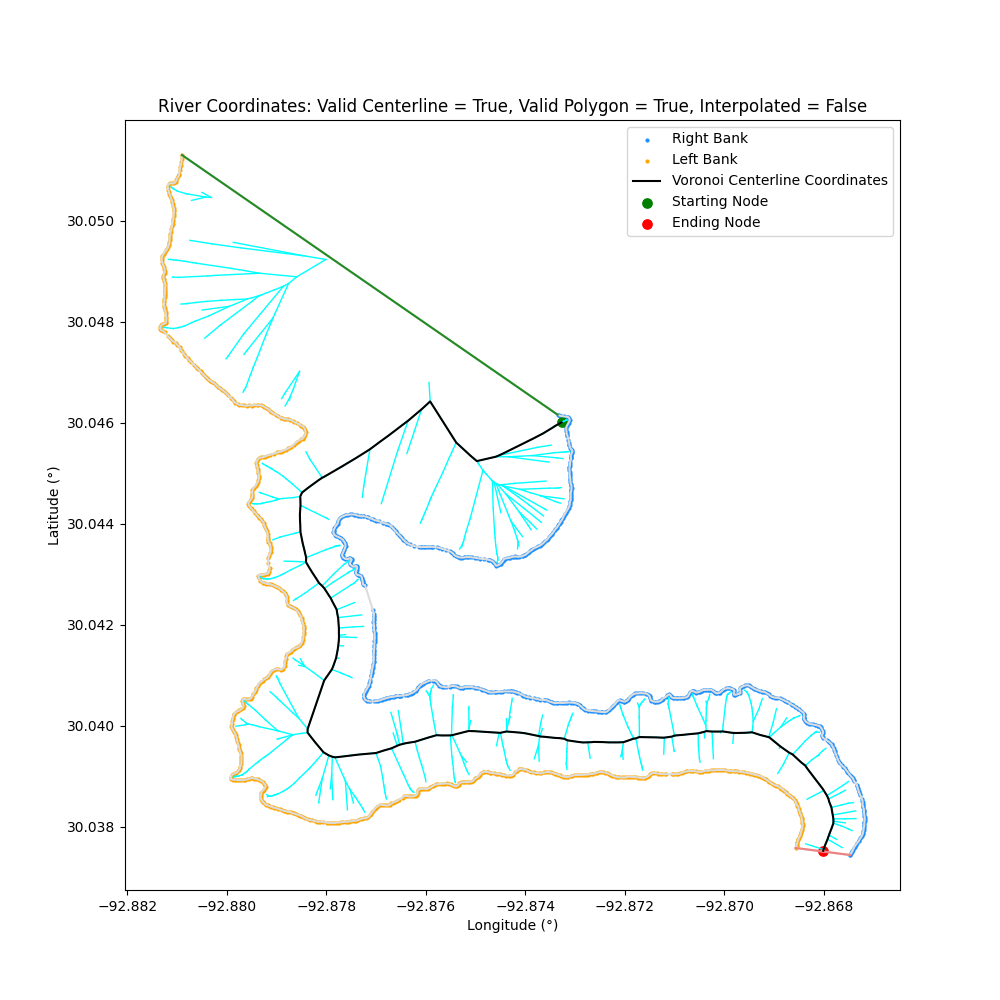 River Coordinates: Valid Centerline = True, Valid Polygon = True, Interpolated = False
Right Bank
Left Bank
Voronoi Centerline Coordinates
Starting Node
Ending Node
30.050
30.048
30.046
30.044
30.042
30.040
30.038
Latitude (°)
−92.882 −92.880 −92.878 −92.876 −92.874 −92.872 −92.870 −92.868
Longitude (°)